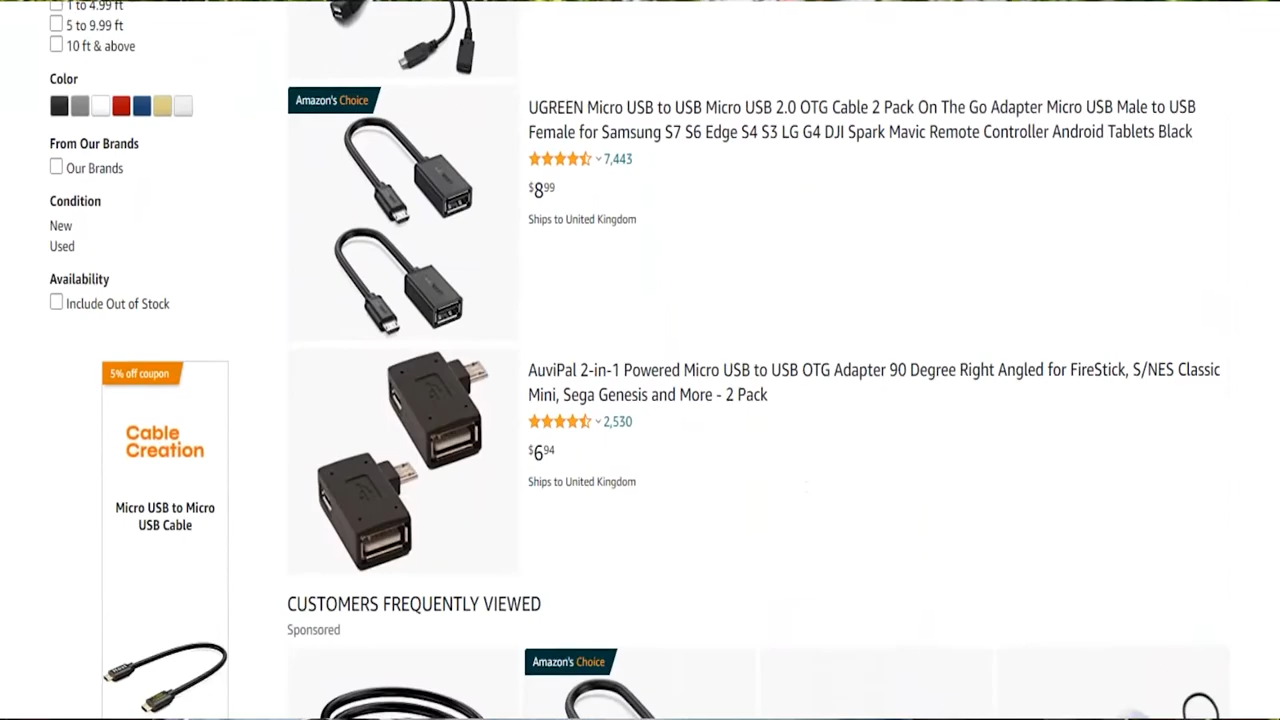 1 to 4.99 ft
5 to 9.99 ft
10 ft & above
Color
From Our Brands
Our Brands
Condition
New
Used
Availability
Include Out of Stock
5% off coupon
Cable
Creation
Micro USB to Micro
USB Cable
Amazon's Choice
UGREEN Micro USB to USB Micro USB 2.0 OTG Cable 2 Pack On The Go Adapter Micro USB Male to USB
Female for Samsung S7 S6 Edge S4 S3 LG G4 DJI Spark Mavic Remote Controller Android Tablets Black
7,443
$8.99
Ships to United Kingdom
AuviPal 2-in-1 Powered Micro USB to USB OTG Adapter 90 Degree Right Angled for FireStick, S/NES Classic
Mini, Sega Genesis and More - 2 Pack
2,530
$6.94
Ships to United Kingdom
CUSTOMERS FREQUENTLY VIEWED
Sponsored
Amazon's Choice